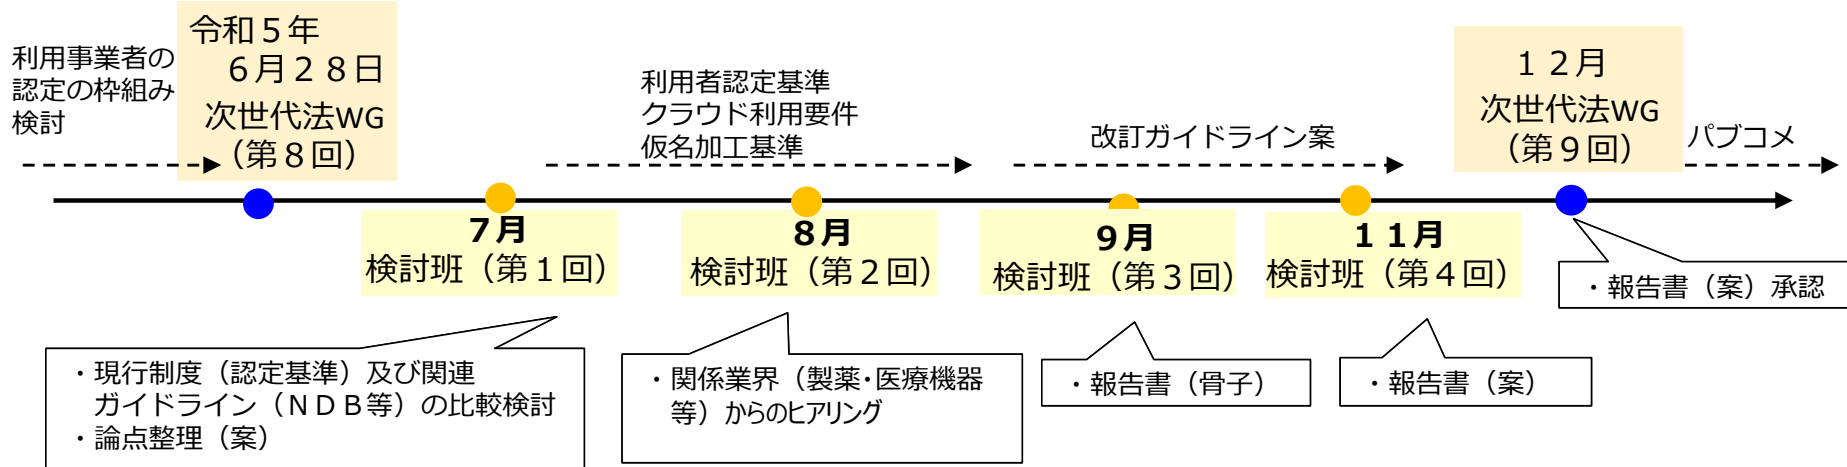 利用事業者の
認定の枠組み
検討
令和５年
６月２８日
次世代法WG
（第８回）
利用者認定基準
クラウド利用要件
仮名加工基準
改訂ガイドライン案
１２月
次世代法WG
（第９回）
パブコメ
７月
検討班（第１回）
８月
検討班（第２回）
９月
検討班（第３回）
１１月
検討班（第４回）
・報告書（案）承認
・現行制度（認定基準）及び関連
ガイドライン（ＮＤＢ等）の比較検討
・論点整理（案）
・関係業界（製薬・医療機器
等）からのヒアリング
・報告書（骨子）
・報告書（案）